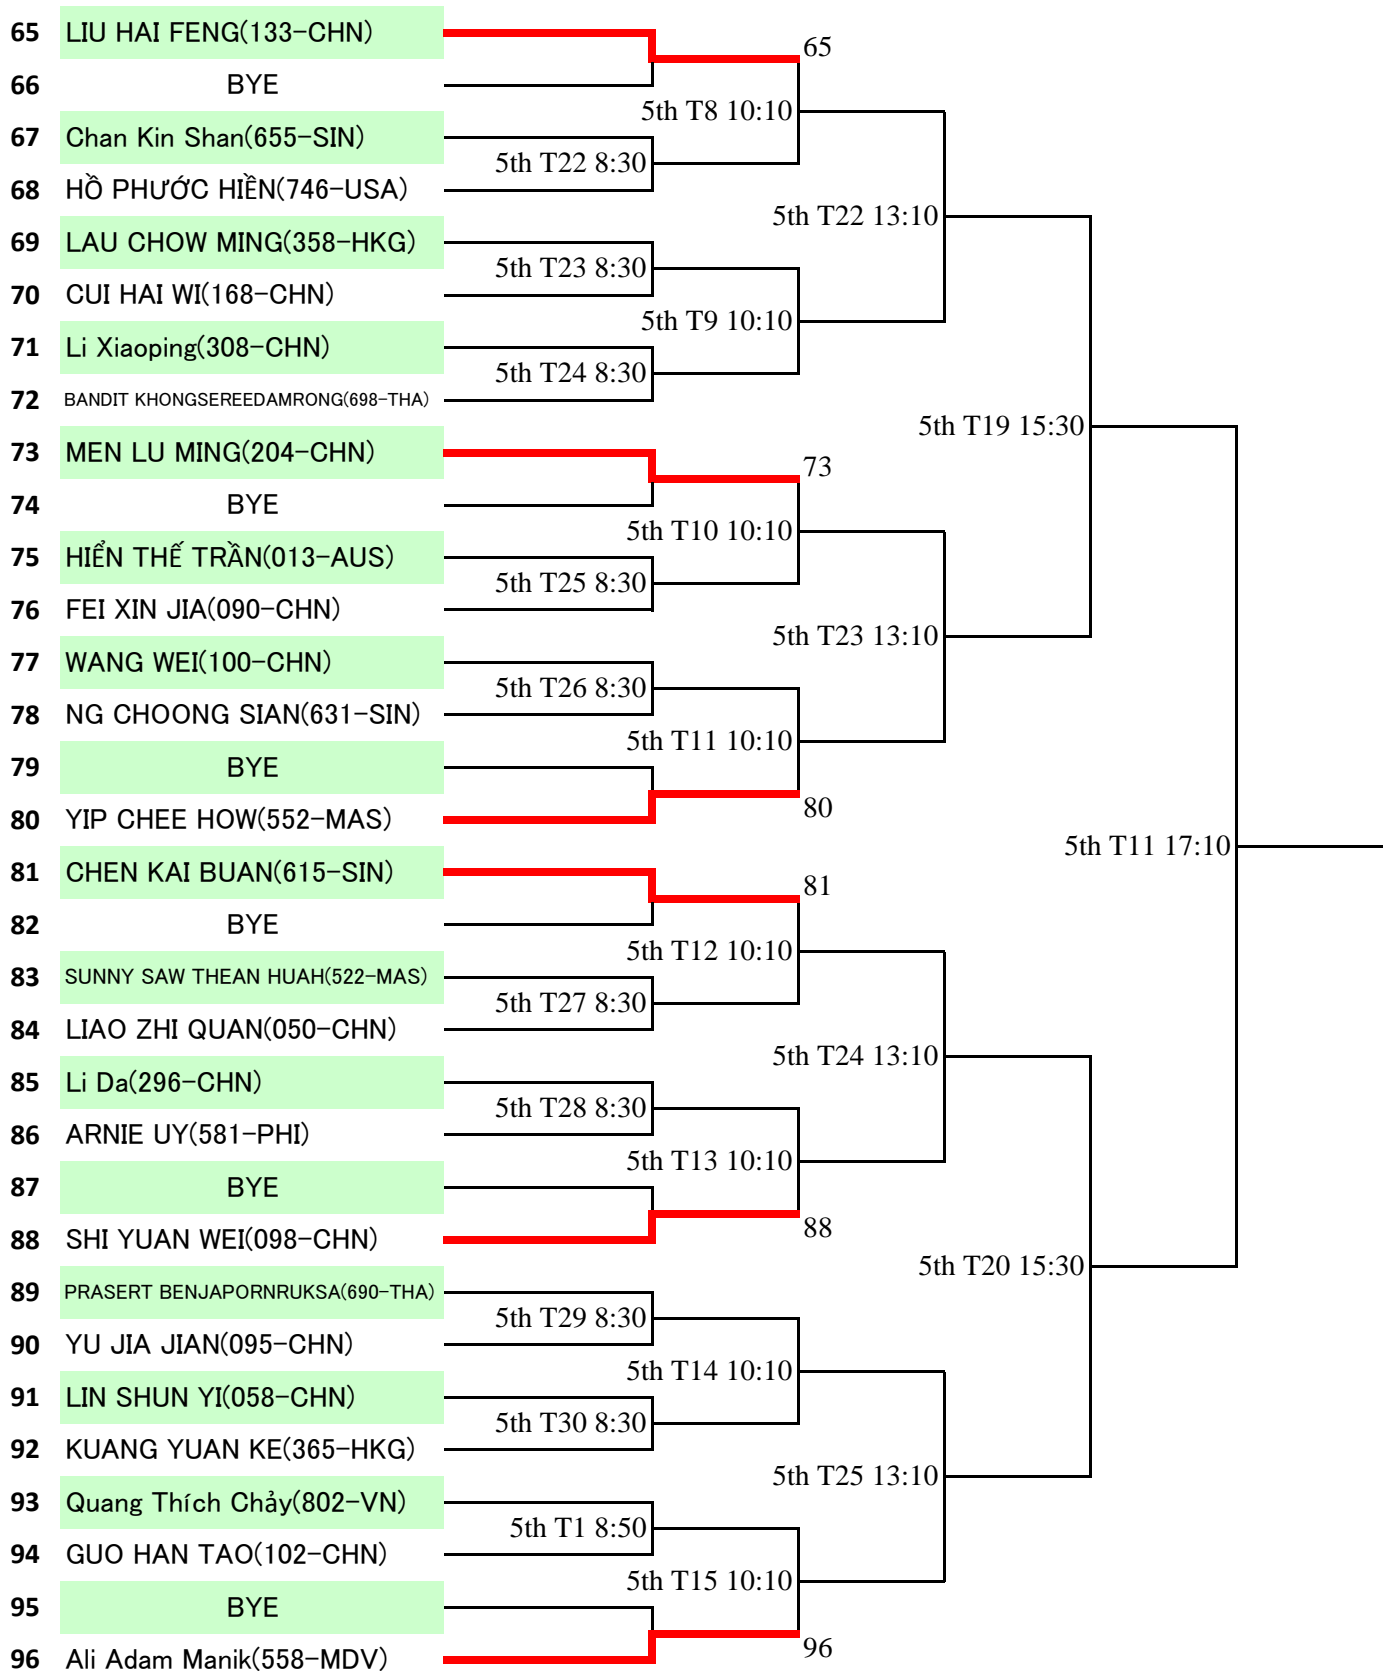 65 LIU HAI FENG(133-CHN)
65
66 BYE
5th T8 10:10
67 Chan Kin Shan(655-SIN)
5th T22 8:30
68 HỒ PHƯỚC HIỀN(746-USA)
5th T22 13:10
69 LAU CHOW MING(358-HKG)
5th T23 8:30
70 CUI HAI WI(168-CHN)
5th T9 10:10
71 Li Xiaoping(308-CHN)
5th T24 8:30
72 BANDIT KHONGSEREEDAMRONG(698-THA)
5th T19 15:30
73 MEN LU MING(204-CHN)
73
74 BYE
5th T10 10:10
75 HIỂN THẾ TRẦN(013-AUS)
5th T25 8:30
76 FEI XIN JIA(090-CHN)
5th T23 13:10
77 WANG WEI(100-CHN)
5th T26 8:30
78 NG CHOONG SIAN(631-SIN)
5th T11 10:10
79 BYE
80
80 YIP CHEE HOW(552-MAS)
5th T11 17:10
81 CHEN KAI BUAN(615-SIN)
81
82 BYE
5th T12 10:10
83 SUNNY SAW THEAN HUAH(522-MAS)
5th T27 8:30
84 LIAO ZHI QUAN(050-CHN)
5th T24 13:10
85 Li Da(296-CHN)
5th T28 8:30
86 ARNIE UY(581-PHI)
5th T13 10:10
87 BYE
88
88 SHI YUAN WEI(098-CHN)
5th T20 15:30
89 PRASERT BENJAPORNRUKSA(690-THA)
5th T29 8:30
90 YU JIA JIAN(095-CHN)
5th T14 10:10
91 LIN SHUN YI(058-CHN)
5th T30 8:30
92 KUANG YUAN KE(365-HKG)
5th T25 13:10
93 Quang Thích Chảy(802-VN)
5th T1 8:50
94 GUO HAN TAO(102-CHN)
5th T15 10:10
95 BYE
96
96 Ali Adam Manik(558-MDV)